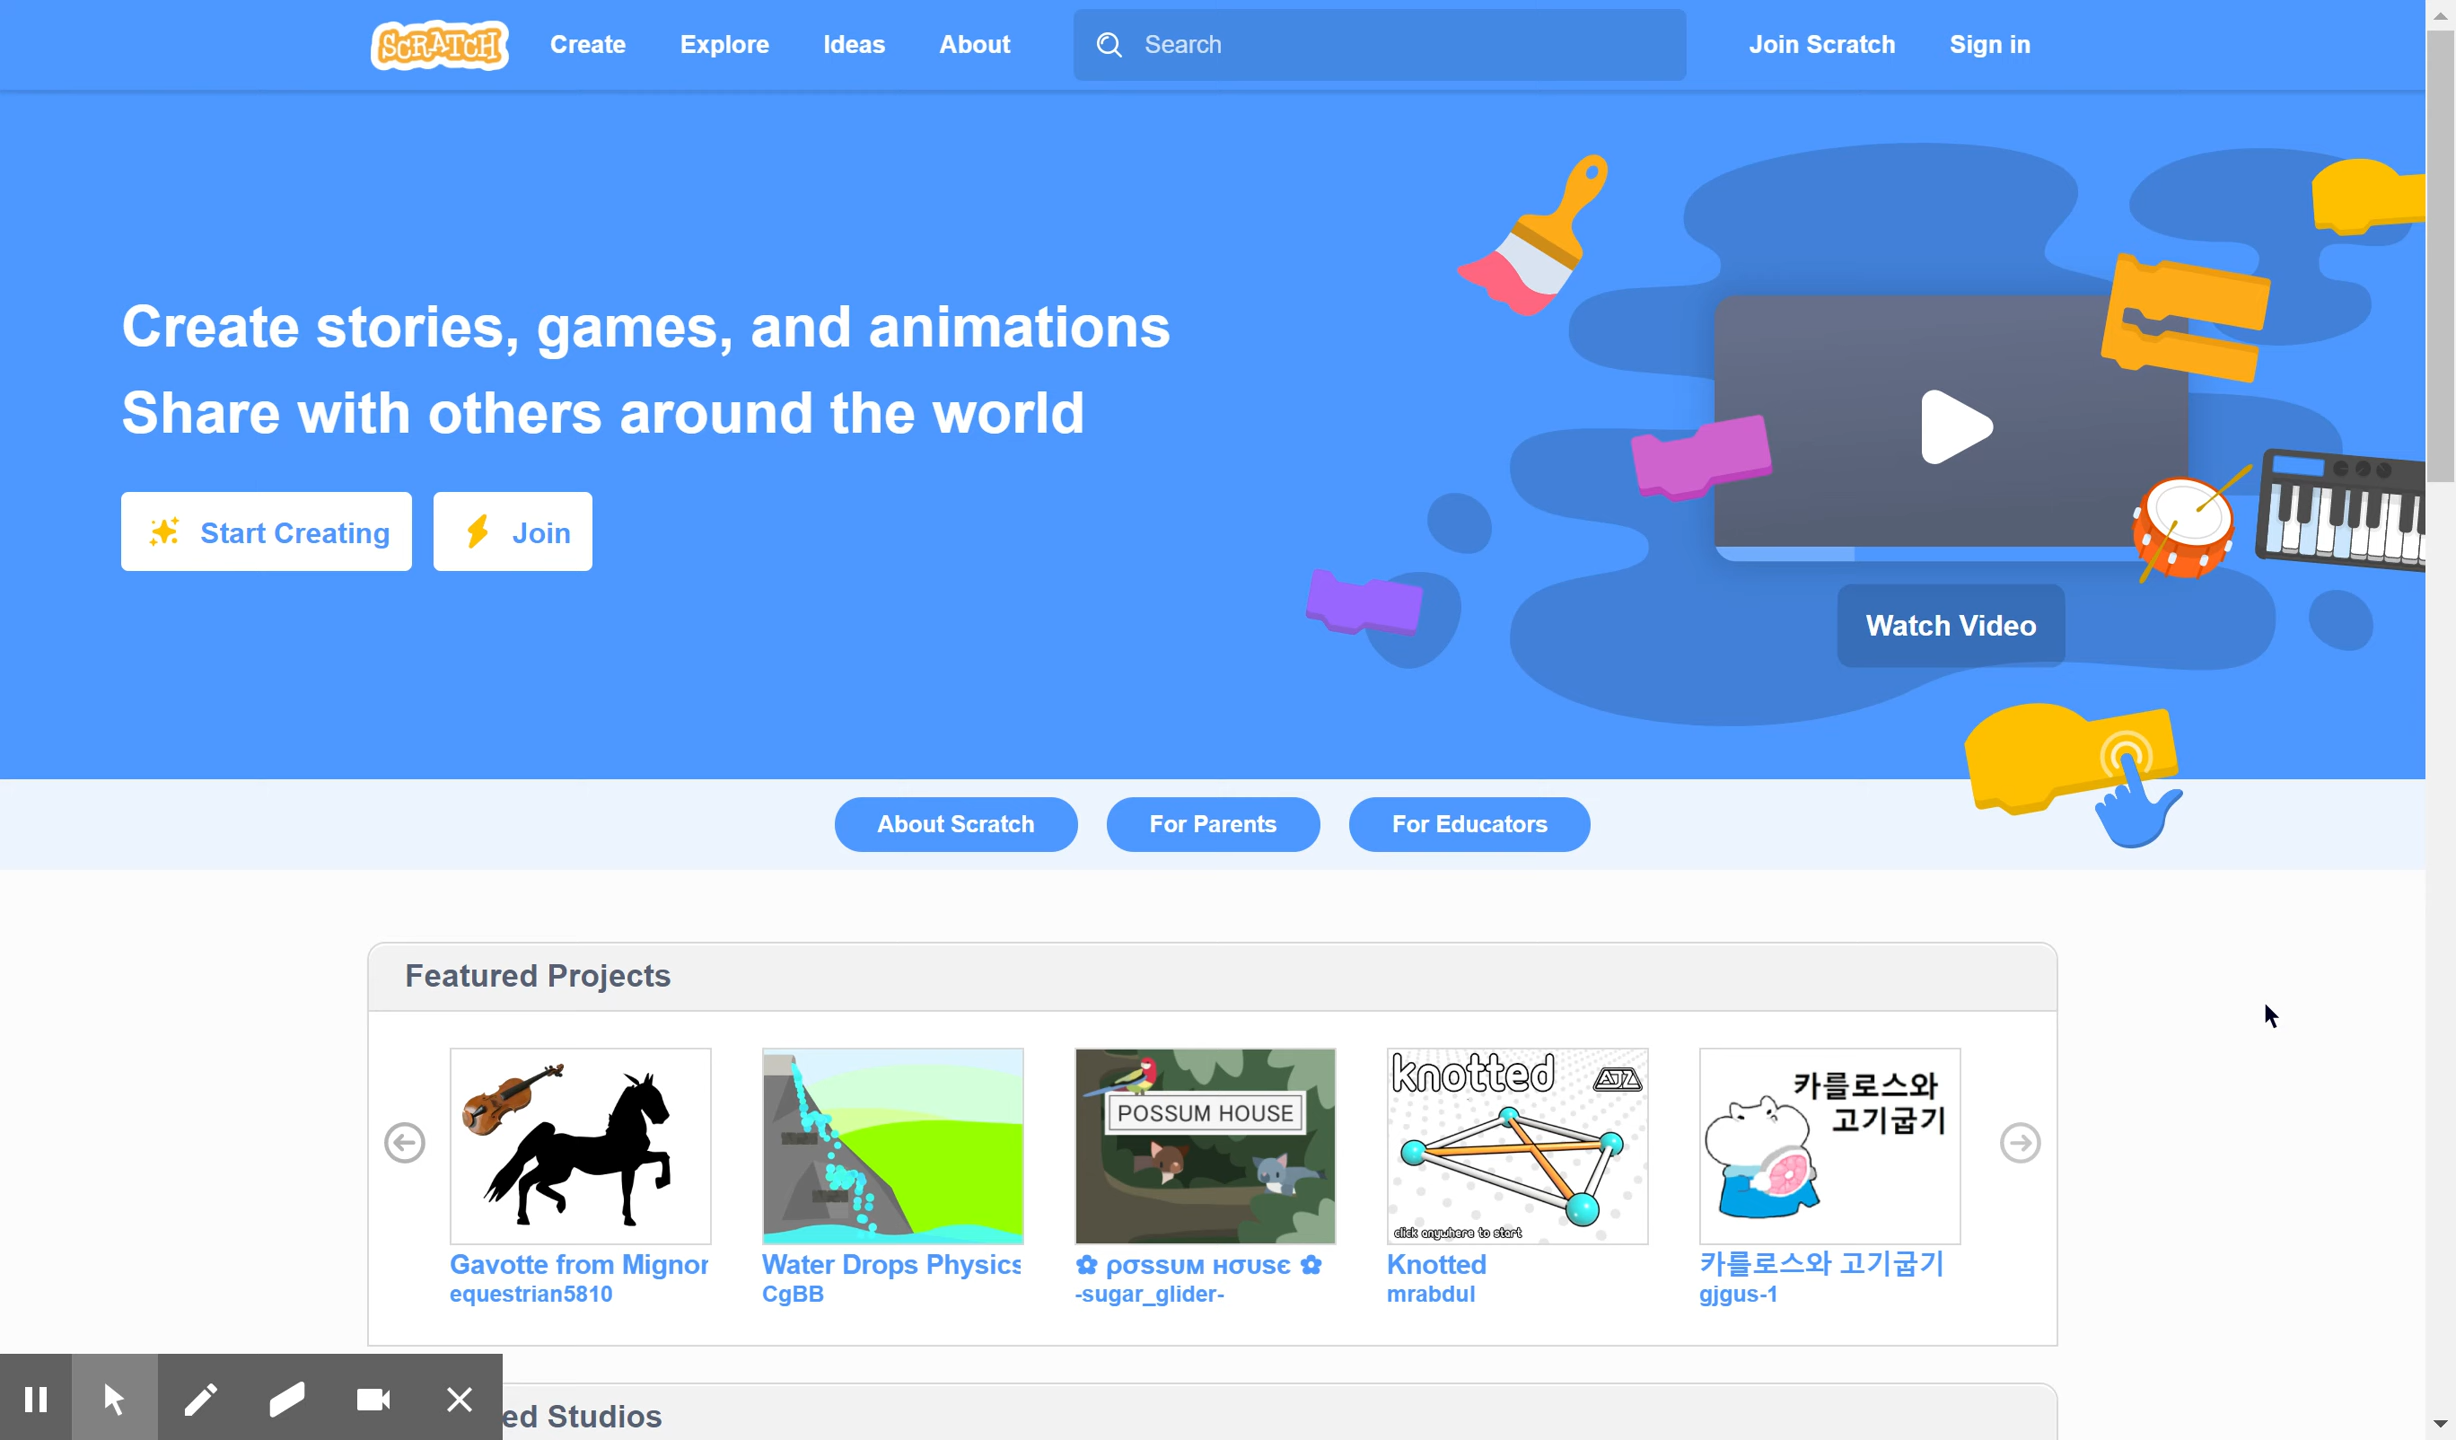 SCRATCH
Create
Explore
Ideas
About
Search
Join Scratch
Sign in
Create stories, games, and animations
Share with others around the world
Start Creating
Join
Watch Video
About Scratch
For Parents
For Educators
Featured Projects
POSSUM HOUSE
knotted
AJZ
click anywhere to start
카를로스와
고기굽기
Gavotte from Mignor
equestrian5810
Water Drops Physics
CgBB
✿ ρσѕѕυм нσυѕє ✿
-sugar_glider-
Knotted
mrabdul
카를로스와 고기굽기
gjgus-1
ed Studios